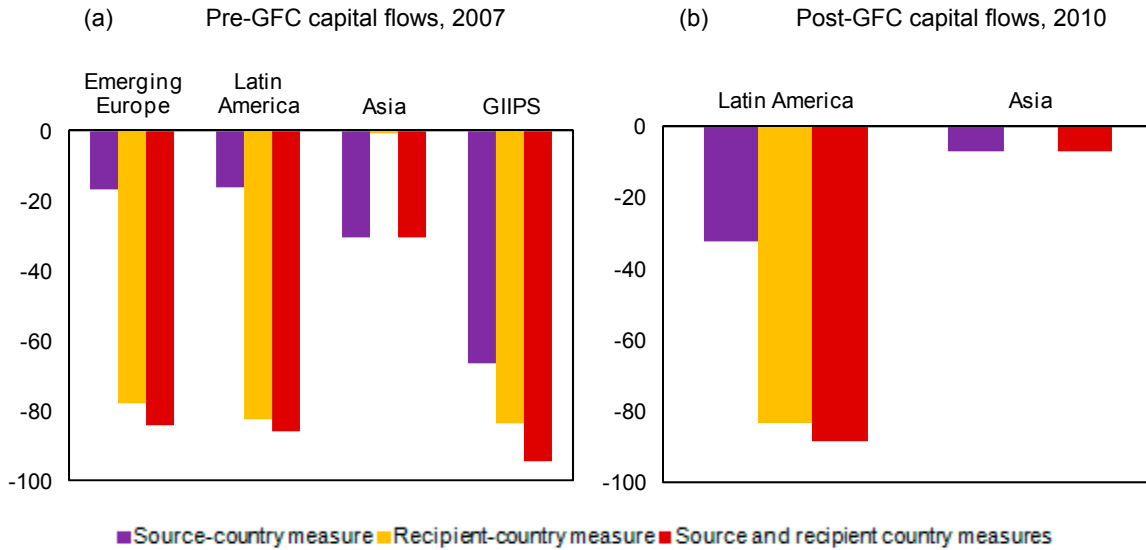 (a) Pre-GFC capital flows, 2007
Emerging Europe
Latin America
Asia
GIIPS
0
-20
-40
-60
-80
-100
(b) Post-GFC capital flows, 2010
Latin America
Asia
0
-20
-40
-60
-80
-100
Source-country measure Recipient-country measure Source and recipient country measures